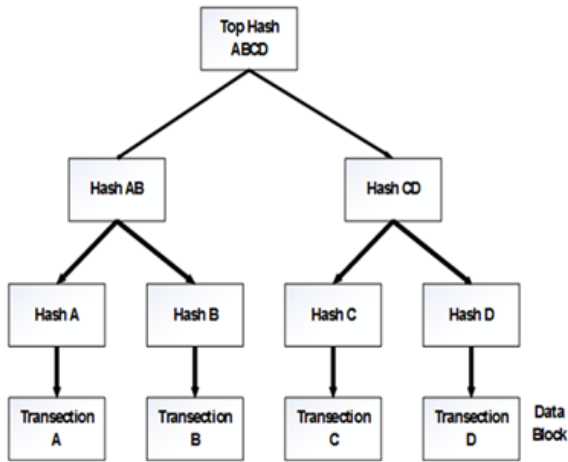 Top Hash
ABCD
Hash AB
Hash CD
Hash A
Hash B
Hash C
Hash D
Transection
A
Transection
B
Transection
C
Transection
D
Data
Block